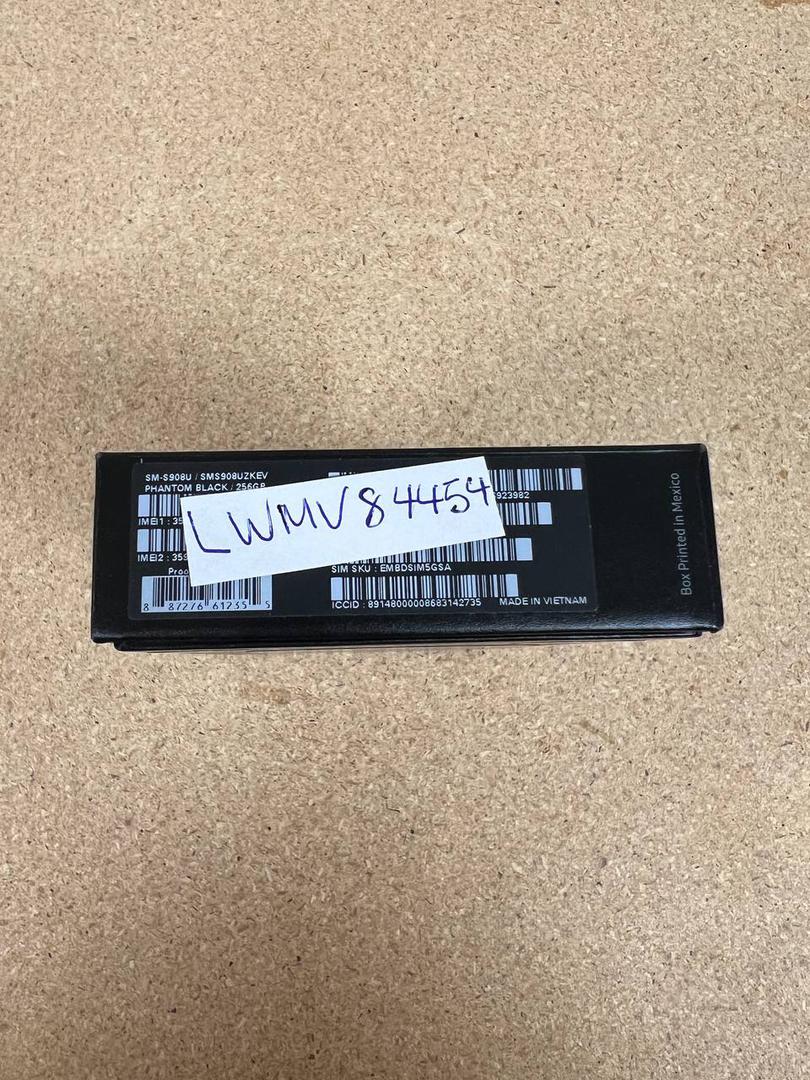 SM-S908U / SMS908UZKEV
PHANTOM BLACK / 256GB
LWMV84454
923982
IMEI1 : 35
IMEI2 : 359
SIM SKU : EMBDSIM5GSA
8 87276 61235 5
ICCID : 89148000008683142735
MADE IN VIETNAM
Box Printed in Mexico